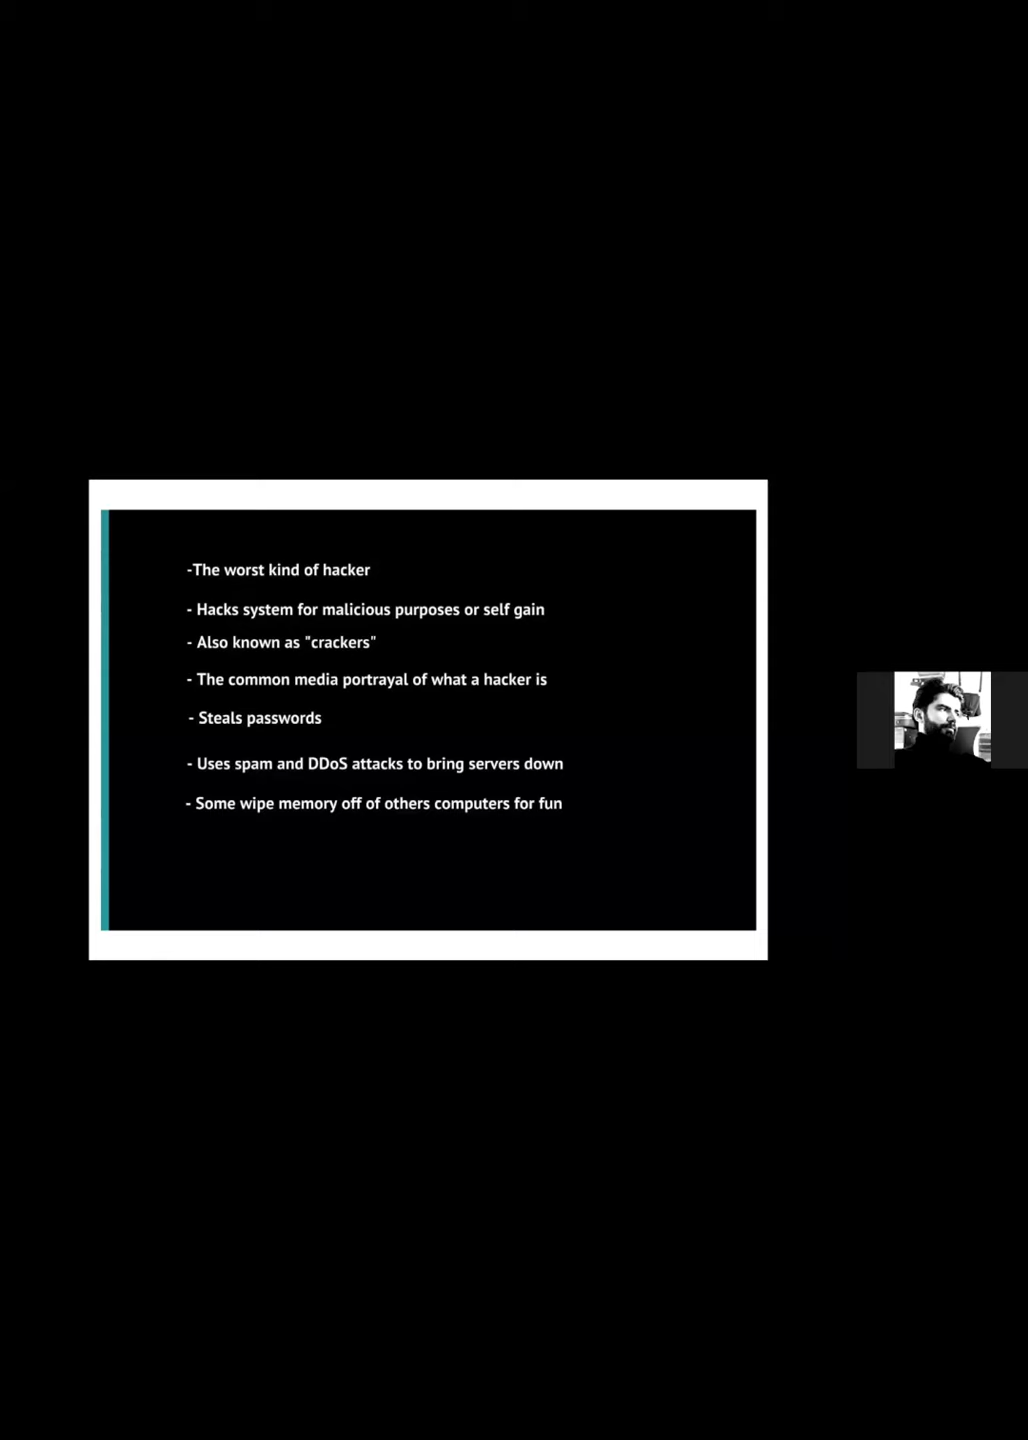 -The worst kind of hacker
- Hacks system for malicious purposes or self gain
- Also known as "crackers"
- The common media portrayal of what a hacker is
- Steals passwords
- Uses spam and DDoS attacks to bring servers down
- Some wipe memory off of others computers for fun